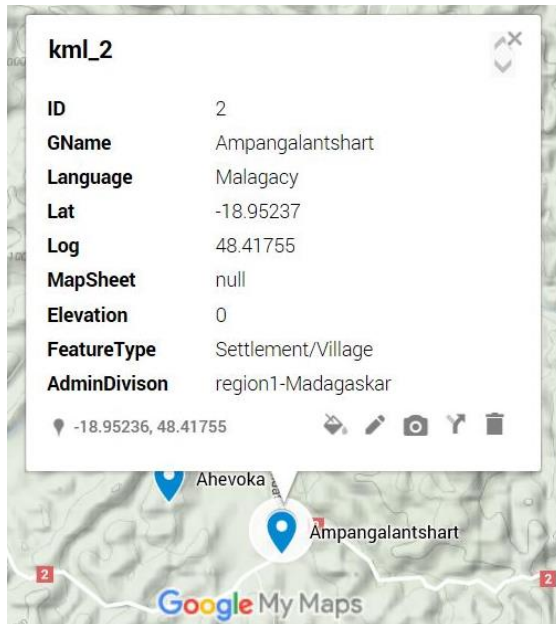 kml_2
ID 2
GName Ampangalantshart
Language Malagacy
Lat -18.95237
Log 48.41755
MapSheet null
Elevation 0
FeatureType Settlement/Village
AdminDivison region1-Madagaskar
-18.95236, 48.41755
Ahevoka
Ampangalantshart
2
2
Google My Maps